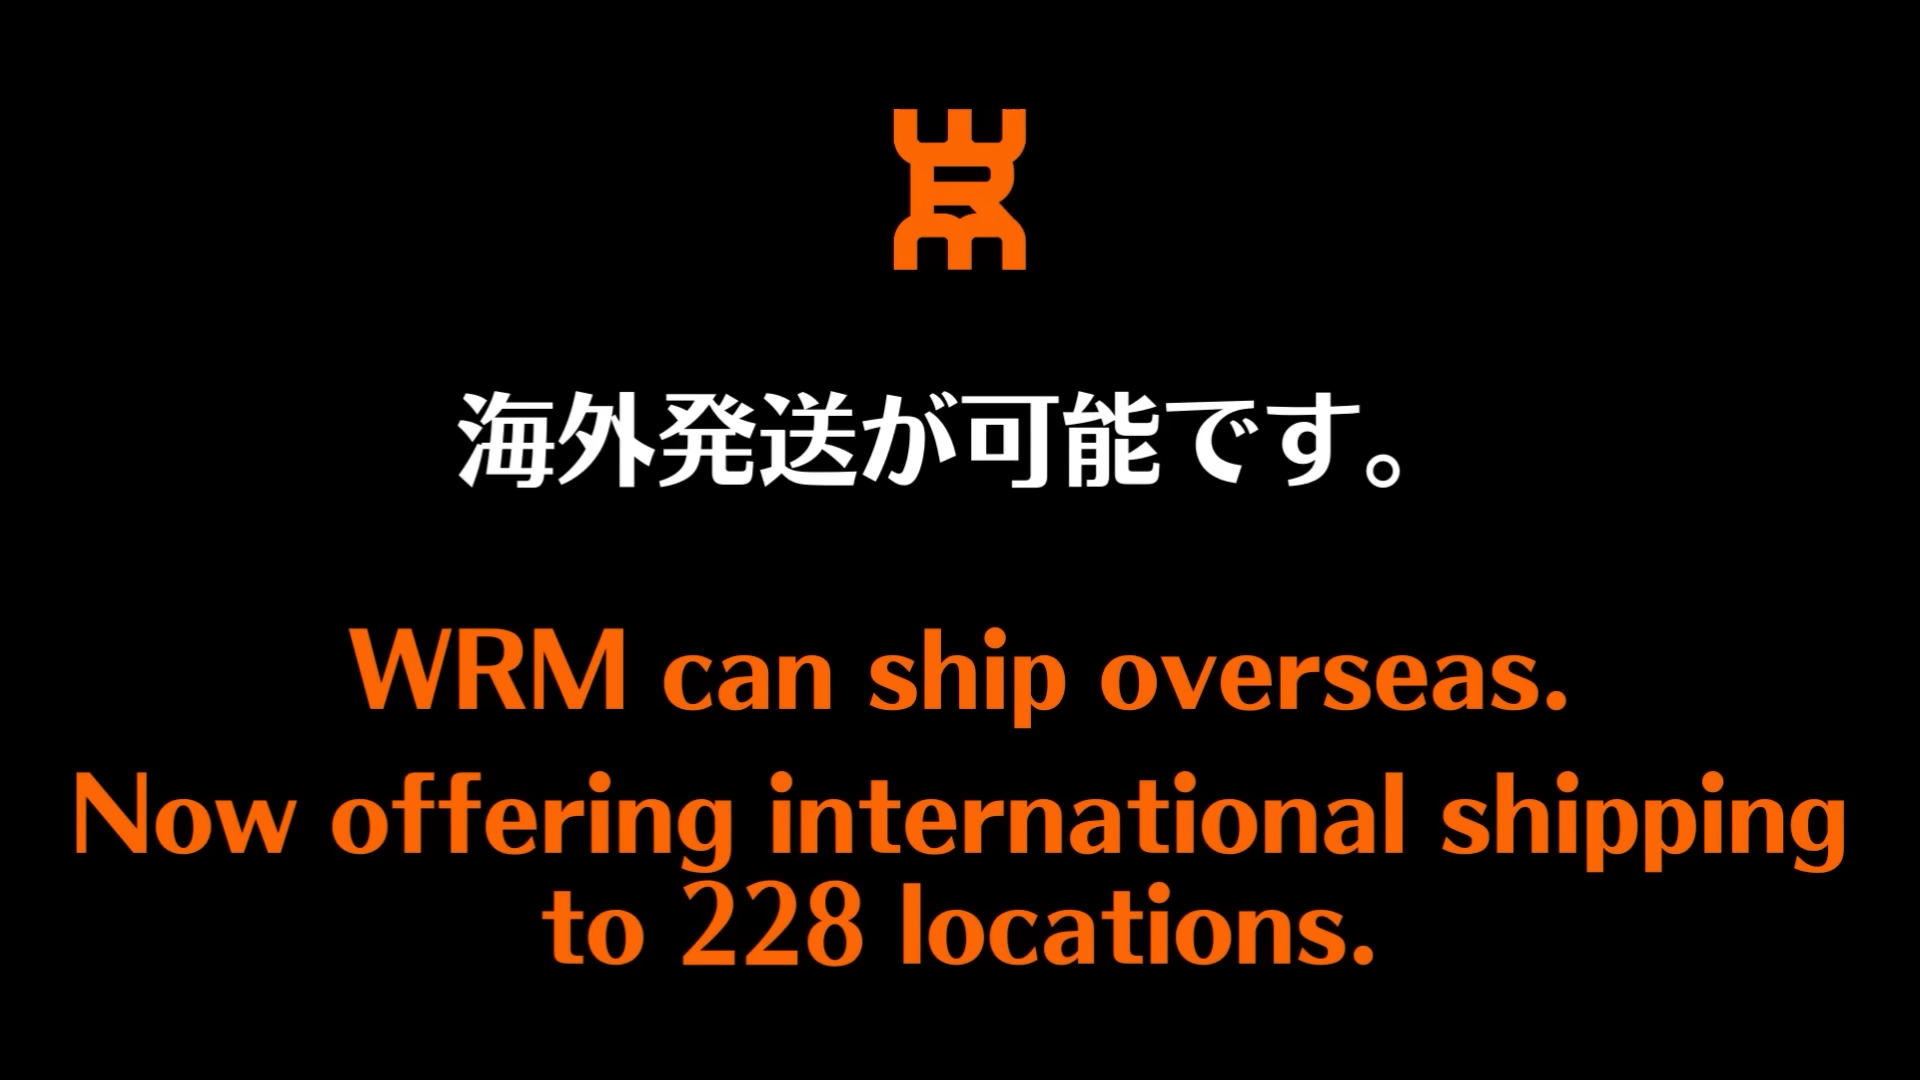 海外発送が可能です。
WRM can ship overseas.
Now offering international shipping
to 228 locations.